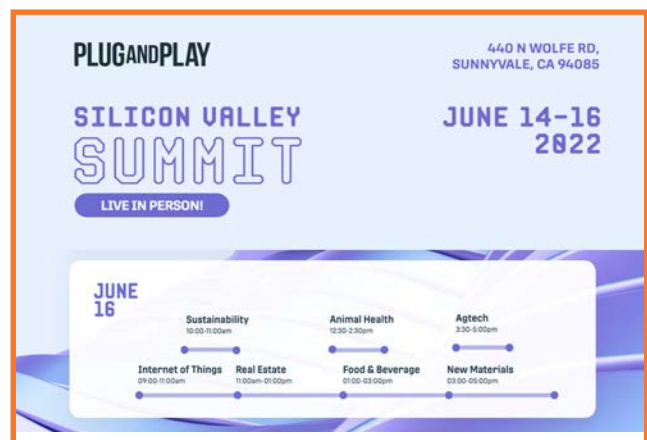 PLUGANDPLAY
440 N WOLFE RD,
SUNNYVALE, CA 94085
SILICON VALLEY
SUMMIT
LIVE IN PERSON!
JUNE 14-16
2022
JUNE
16
Sustainability
10:00-11:00am
Animal Health
12:30-2:30pm
Agtech
3:30-5:00pm
Internet of Things
09:00-11:00am
Real Estate
11:00am-01:00pm
Food & Beverage
01:00-03:00pm
New Materials
03:00-05:00pm